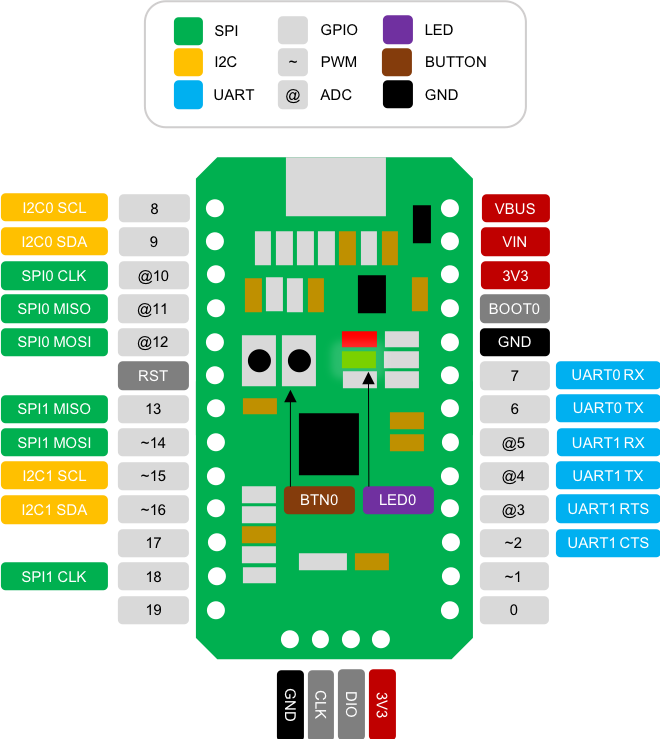 SPI GPIO LED
I2C ~ PWM BUTTON
UART @ ADC GND
I2C0 SCL 8 VBUS
I2C0 SDA 9 VIN
SPI0 CLK @10 3V3
SPI0 MISO @11 BOOT0
SPI0 MOSI @12 GND
RST 7 UART0 RX
SPI1 MISO 13 6 UART0 TX
SPI1 MOSI ~14 @5 UART1 RX
I2C1 SCL ~15 @4 UART1 TX
BTN0 LED0
I2C1 SDA ~16 @3 UART1 RTS
17 ~2 UART1 CTS
SPI1 CLK 18 ~1
19 0
GND CLK DIO 3V3